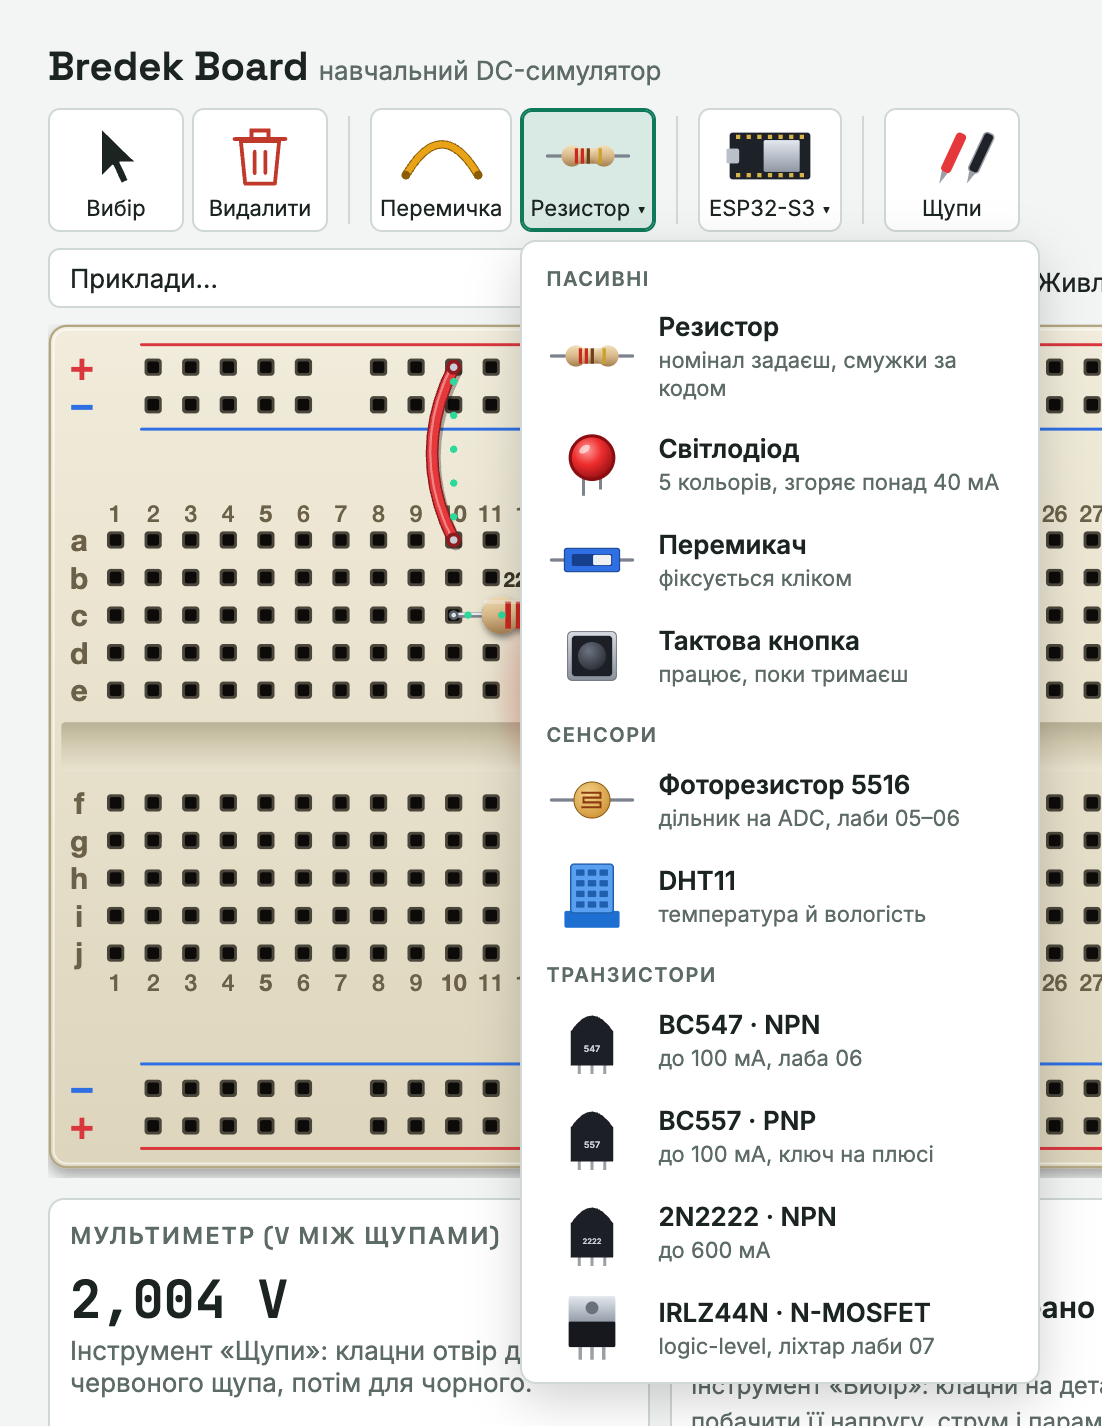 Bredek Board навчальний DC-симулятор
Вибір
Видалити
Перемичка
Резистор ▾
ESP32-S3 ▾
Щупи
Приклади...
ПАСИВНІ
Резистор
номінал задаєш, смужки за
кодом
Світлодіод
5 кольорів, згоряє понад 40 мА
Перемикач
фіксується кліком
Тактова кнопка
працює, поки тримаєш
СЕНСОРИ
Фоторезистор 5516
дільник на ADC, лаби 05–06
DHT11
температура й вологість
ТРАНЗИСТОРИ
547
BC547 · NPN
до 100 мА, лаба 06
557
BC557 · PNP
до 100 мА, ключ на плюсі
2222
2N2222 · NPN
до 600 мА
IRLZ44N · N-MOSFET
logic-level, ліхтар лаби 07
+
−
1 2 3 4 5 6 7 8 9 10 11 26 27
a
b
c
d
e
f
g
h
i
j
1 2 3 4 5 6 7 8 9 10 11 26 27
−
+
МУЛЬТИМЕТР (V МІЖ ЩУПАМИ)
2,004 V
Інструмент «Щупи»: клацни отвір
червоного щупа, потім для чорного.
Інструмент «Вибір»: клацни на
побачити її напругу, струм і